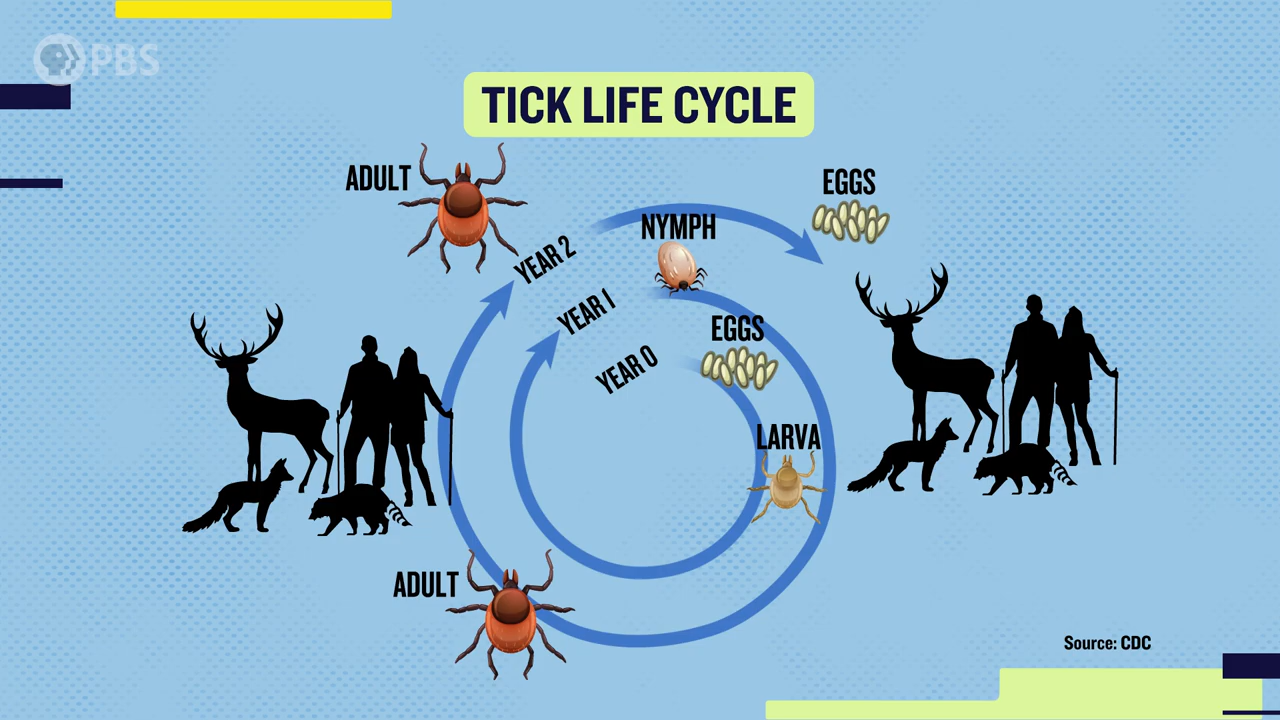 PBS
TICK LIFE CYCLE
ADULT
EGGS
NYMPH
YEAR 2
YEAR 1
EGGS
YEAR 0
LARVA
ADULT
Source: CDC